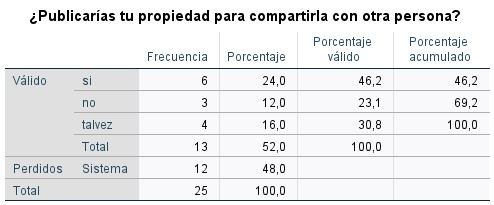 ¿Publicarías tu propiedad para compartirla con otra persona?
Frecuencia Porcentaje Porcentaje válido Porcentaje acumulado
Válido si 6 24,0 46,2 46,2
no 3 12,0 23,1 69,2
talvez 4 16,0 30,8 100,0
Total 13 52,0 100,0
Perdidos Sistema 12 48,0
Total 25 100,0